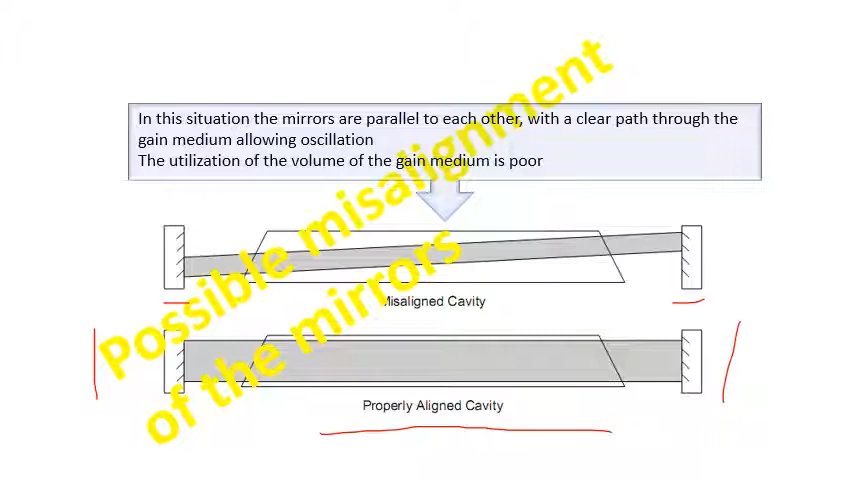 In this situation the mirrors are parallel to each other, with a clear path through the
gain medium allowing oscillation
The utilization of the volume of the gain medium is poor
Possible misalignment
of the mirrors
Misaligned Cavity
Properly Aligned Cavity